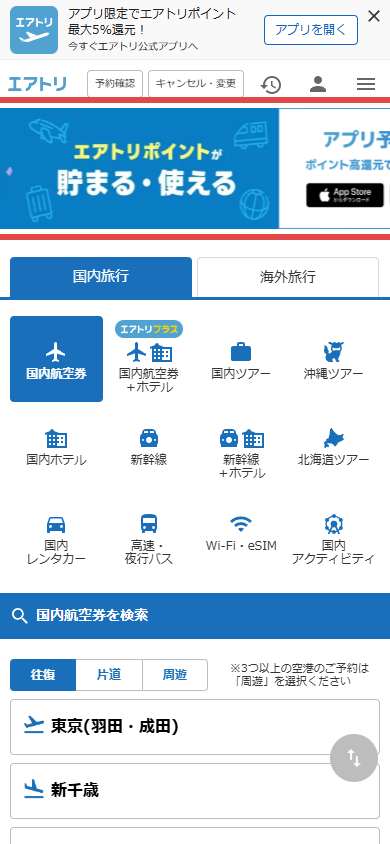 エアトリ
アプリ限定でエアトリポイント
最大5%還元！
今すぐエアトリ公式アプリへ
アプリを開く
エアトリ
予約確認
キャンセル・変更
エアトリポイントが
貯まる・使える
アプリ予
ポイント高還元で
App Store
からダウンロード
国内旅行
海外旅行
国内航空券
エアトリプラス
国内航空券
+ホテル
国内ツアー
沖縄ツアー
国内ホテル
新幹線
新幹線
+ホテル
北海道ツアー
国内
レンタカー
高速・
夜行バス
Wi-Fi・eSIM
国内
アクティビティ
国内航空券を検索
往復
片道
周遊
※3つ以上の空港のご予約は
「周遊」を選択ください
東京(羽田・成田)
新千歳